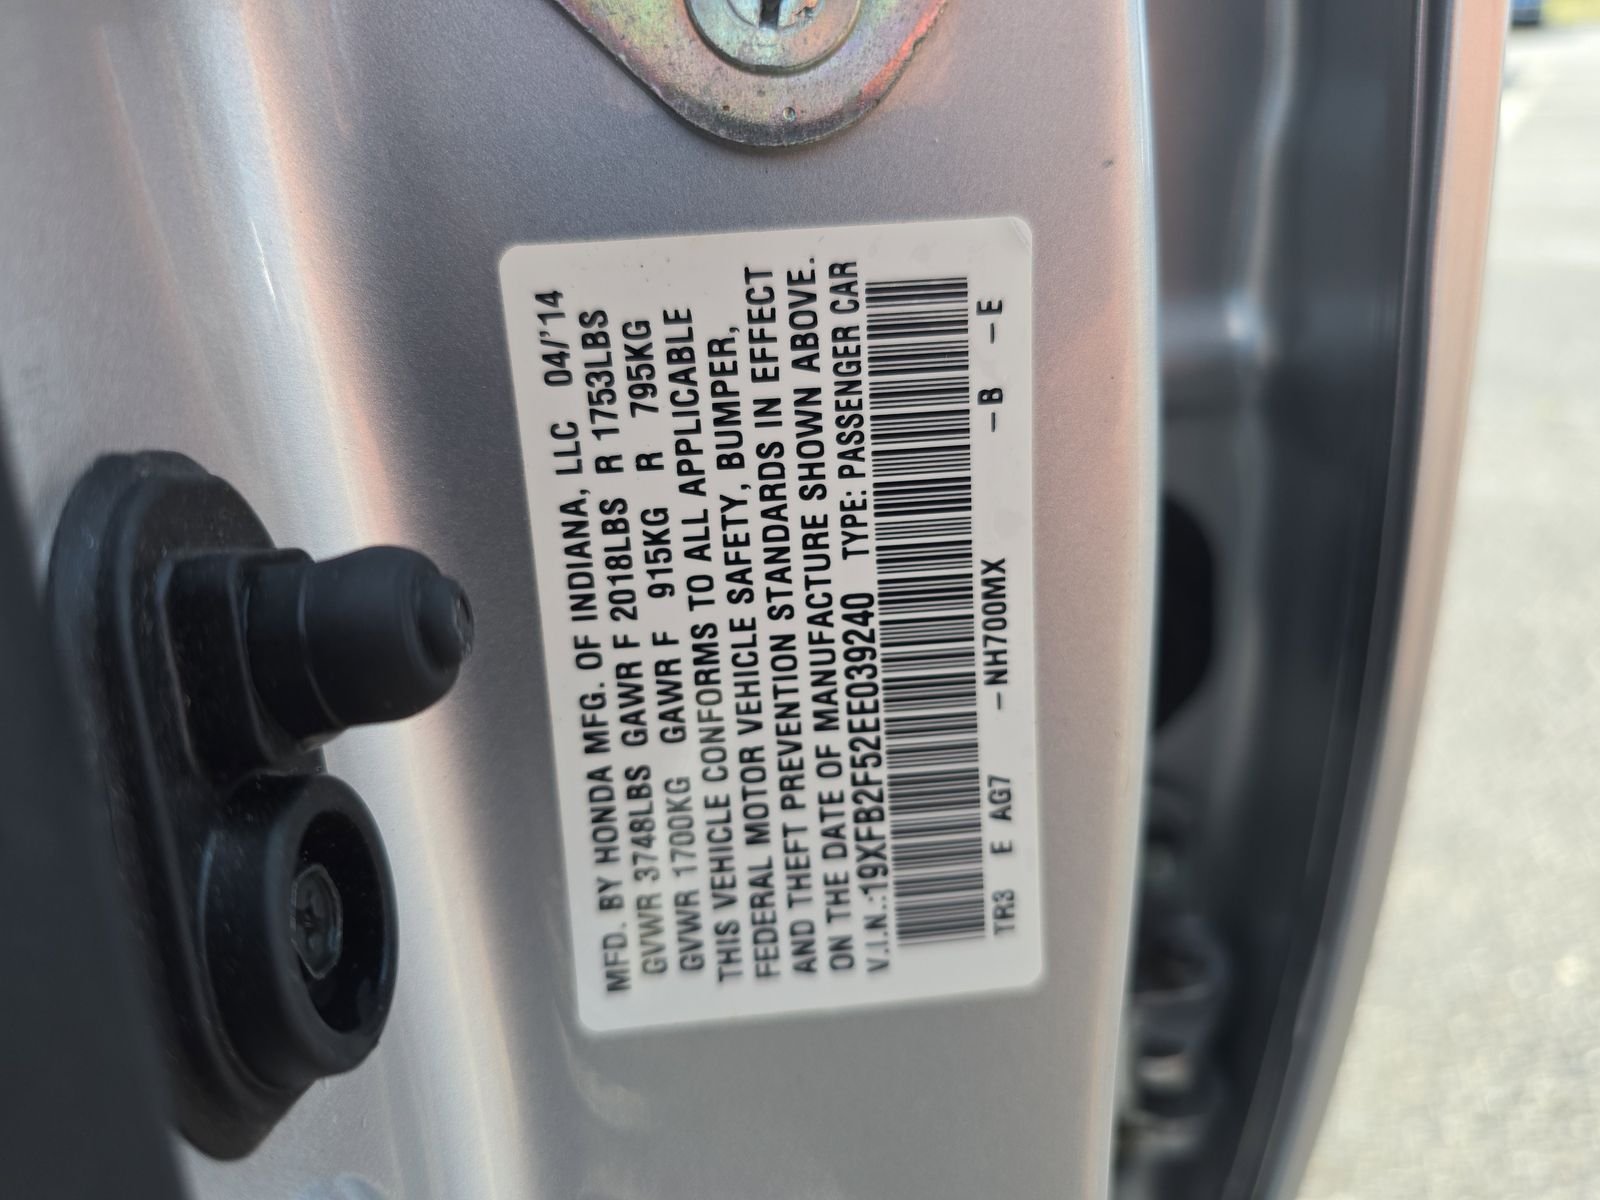 MFD. BY HONDA MFG. OF INDIANA, LLC 04/'14
GVWR 3748LBS GAWR F 2018LBS R 1753LBS
GVWR 1700KG GAWR F 915KG R 795KG
THIS VEHICLE CONFORMS TO ALL APPLICABLE
FEDERAL MOTOR VEHICLE SAFETY, BUMPER,
AND THEFT PREVENTION STANDARDS IN EFFECT
ON THE DATE OF MANUFACTURE SHOWN ABOVE.
V.I.N.:19XFB2F52EE039240 TYPE: PASSENGER CAR
TR3 E AG7 -NH700MX -B -E